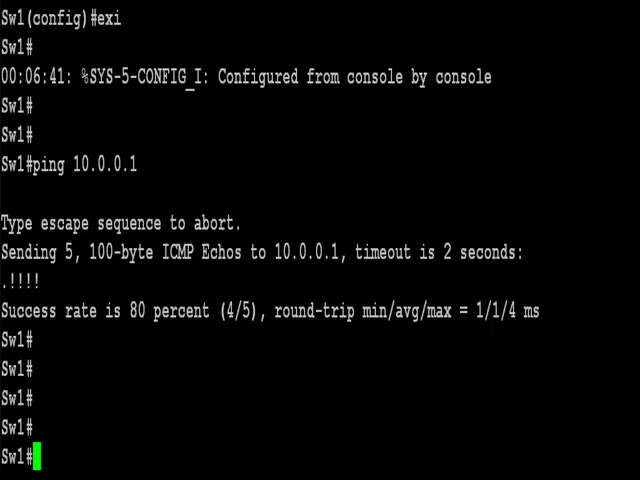 Sw1(config)#exi
Sw1#
00:06:41: %SYS-5-CONFIG_I: Configured from console by console
Sw1#
Sw1#
Sw1#ping 10.0.0.1
Type escape sequence to abort.
Sending 5, 100-byte ICMP Echos to 10.0.0.1, timeout is 2 seconds:
.!!!!
Success rate is 80 percent (4/5), round-trip min/avg/max = 1/1/4 ms
Sw1#
Sw1#
Sw1#
Sw1#
Sw1#